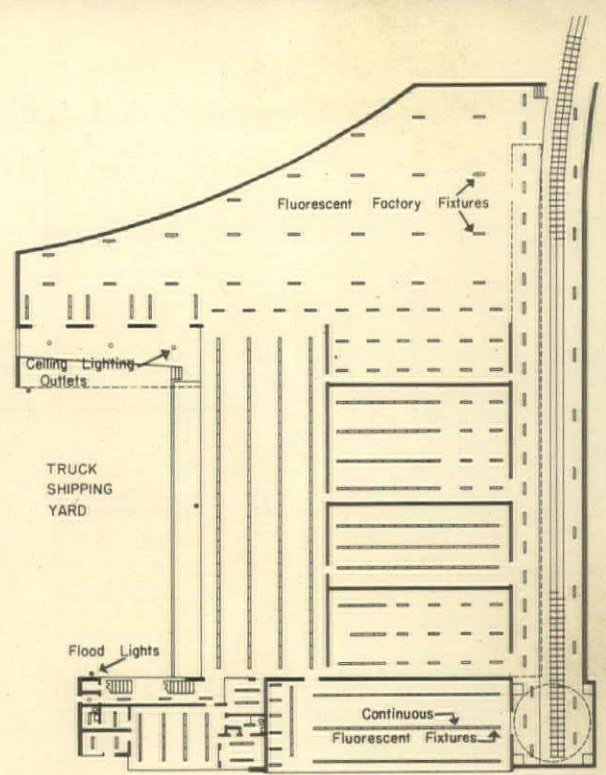 Fluorescent Factory Fixtures
Ceiling Lighting
Outlets
TRUCK
SHIPPING
YARD
Flood Lights
Continuous
Fluorescent Fixtures